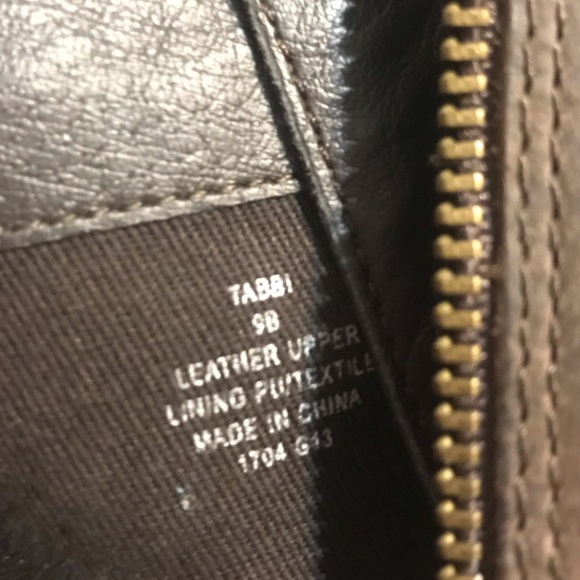 TABBI
9B
LEATHER UPPER
LINING PU/TEXTILE
MADE IN CHINA
1704 G13